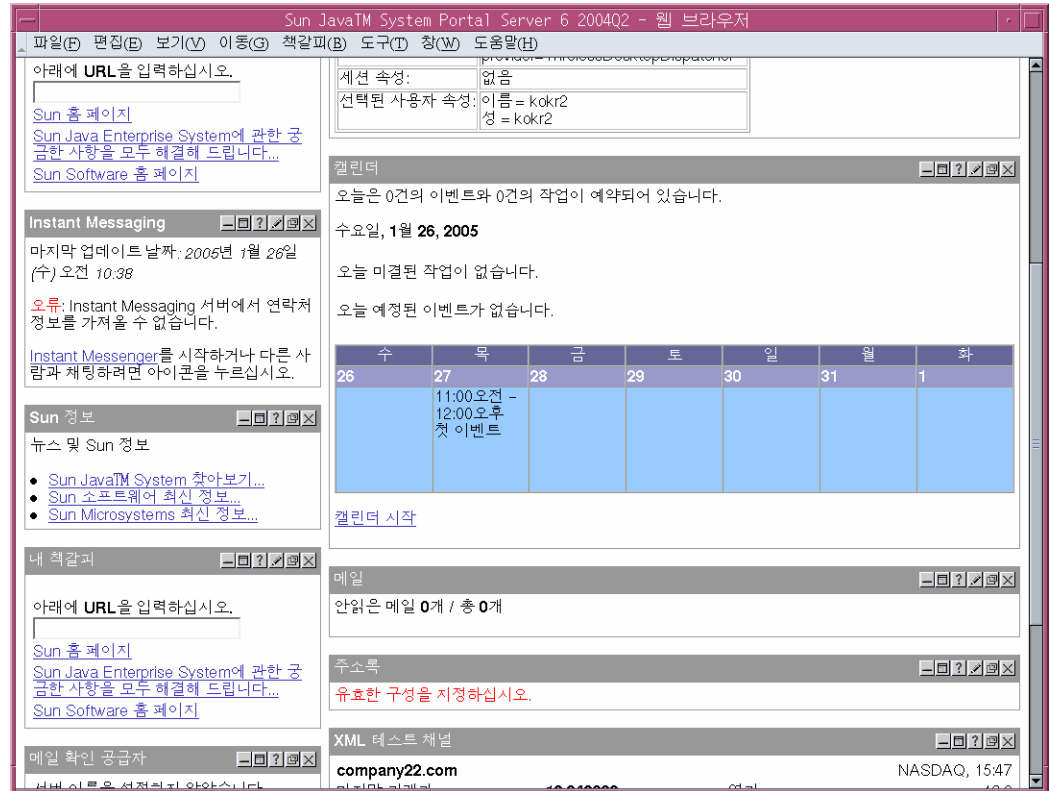 Sun JavaTM System Portal Server 6 2004Q2 - 웹 브라우저
파일(F) 편집(E) 보기(V) 이동(G) 책갈피(B) 도구(T) 창(W) 도움말(H)
아래에 URL을 입력하십시오.
Sun 홈 페이지
Sun Java Enterprise System에 관한 궁
금한 사항을 모두 해결해 드립니다...
Sun Software 홈 페이지
Instant Messaging
마지막 업데이트 날짜: 2005년 1월 26일
(수) 오전 10:38
오류: Instant Messaging 서버에서 연락처
정보를 가져올 수 없습니다.
Instant Messenger를 시작하거나 다른 사
람과 채팅하려면 아이콘을 누르십시오.
Sun 정보
뉴스 및 Sun 정보
• Sun JavaTM System 찾아보기...
• Sun 소프트웨어 최신 정보...
• Sun Microsystems 최신 정보...
내 책갈피
아래에 URL을 입력하십시오.
Sun 홈 페이지
Sun Java Enterprise System에 관한 궁
금한 사항을 모두 해결해 드립니다...
Sun Software 홈 페이지
메일 확인 공급자
세션 속성: 없음
선택된 사용자 속성: 이름 = kokr2
성 = kokr2
캘린더
오늘은 0건의 이벤트와 0건의 작업이 예약되어 있습니다.
수요일, 1월 26, 2005
오늘 미결된 작업이 없습니다.
오늘 예정된 이벤트가 없습니다.
수 목 금 토 일 월 화
26 27 28 29 30 31 1
11:00오전 –
12:00오후
첫 이벤트
캘린더 시작
메일
안읽은 메일 0개 / 총 0개
주소록
유효한 구성을 지정하십시오.
XML 테스트 채널
company22.com NASDAQ, 15:47